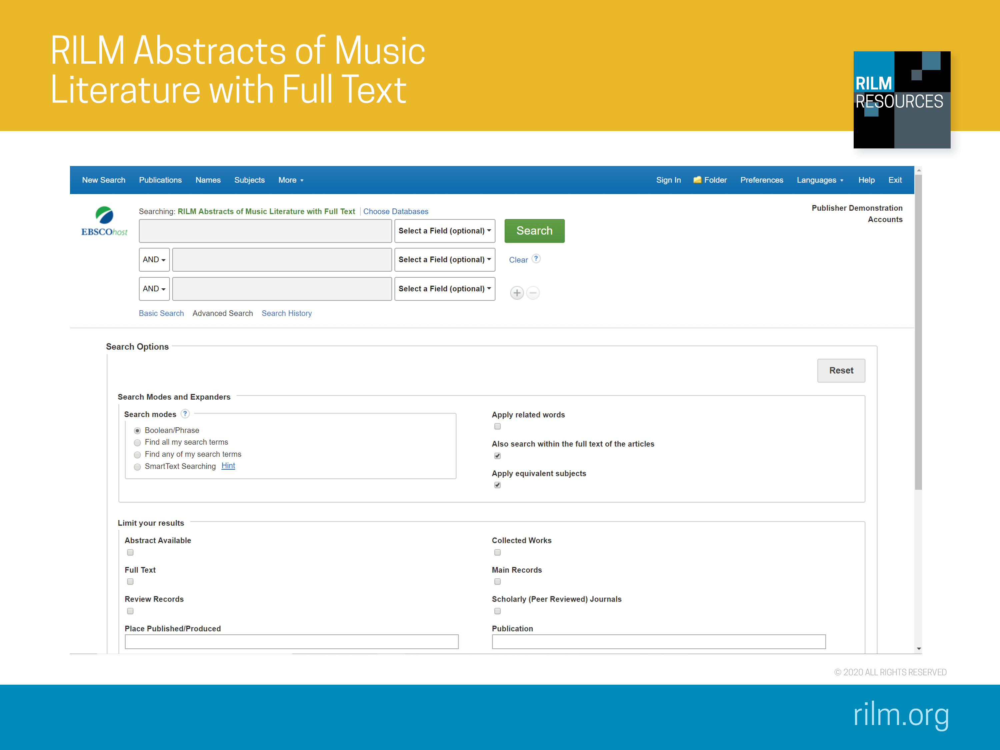 RILM Abstracts of Music
Literature with Full Text
RILM
RESOURCES
New Search Publications Names Subjects More Sign In Folder Preferences Languages Help Exit
EBSCOhost
Searching: RILM Abstracts of Music Literature with Full Text Choose Databases
Publisher Demonstration
Accounts
Select a Field (optional) Search
AND Select a Field (optional) Clear ?
AND Select a Field (optional)
Basic Search Advanced Search Search History
Search Options
Reset
Search Modes and Expanders
Search modes ?
Boolean/Phrase
Find all my search terms
Find any of my search terms
SmartText Searching Hint
Apply related words
Also search within the full text of the articles
Apply equivalent subjects
Limit your results
Abstract Available Collected Works
Full Text Main Records
Review Records Scholarly (Peer Reviewed) Journals
Place Published/Produced Publication
© 2020 ALL RIGHTS RESERVED
rilm.org